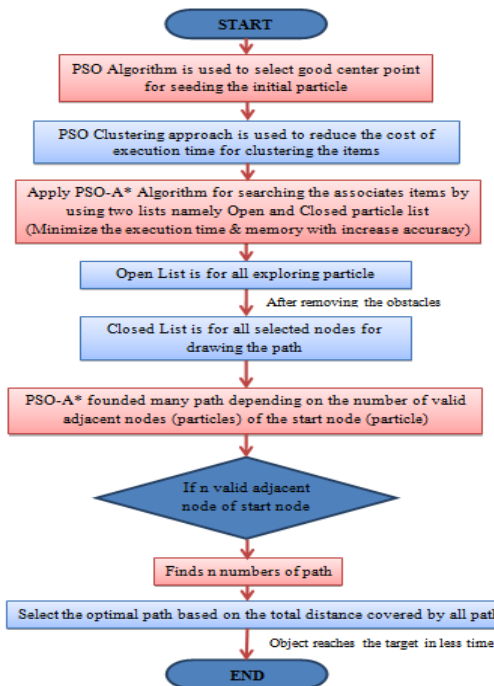 START
PSO Algorithm is used to select good center point
for seeding the initial particle
PSO Clustering approach is used to reduce the cost of
execution time for clustering the items
Apply PSO-A* Algorithm for searching the associates items by
using two lists namely Open and Closed particle list
(Minimize the execution time & memory with increase accuracy)
Open List is for all exploring particle
After removing the obstacles
Closed List is for all selected nodes for
drawing the path
PSO-A* founded many path depending on the number of valid
adjacent nodes (particles) of the start node (particle)
If n valid adjacent
node of start node
Finds n numbers of path
Select the optimal path based on the total distance covered by all path
Object reaches the target in less time
END